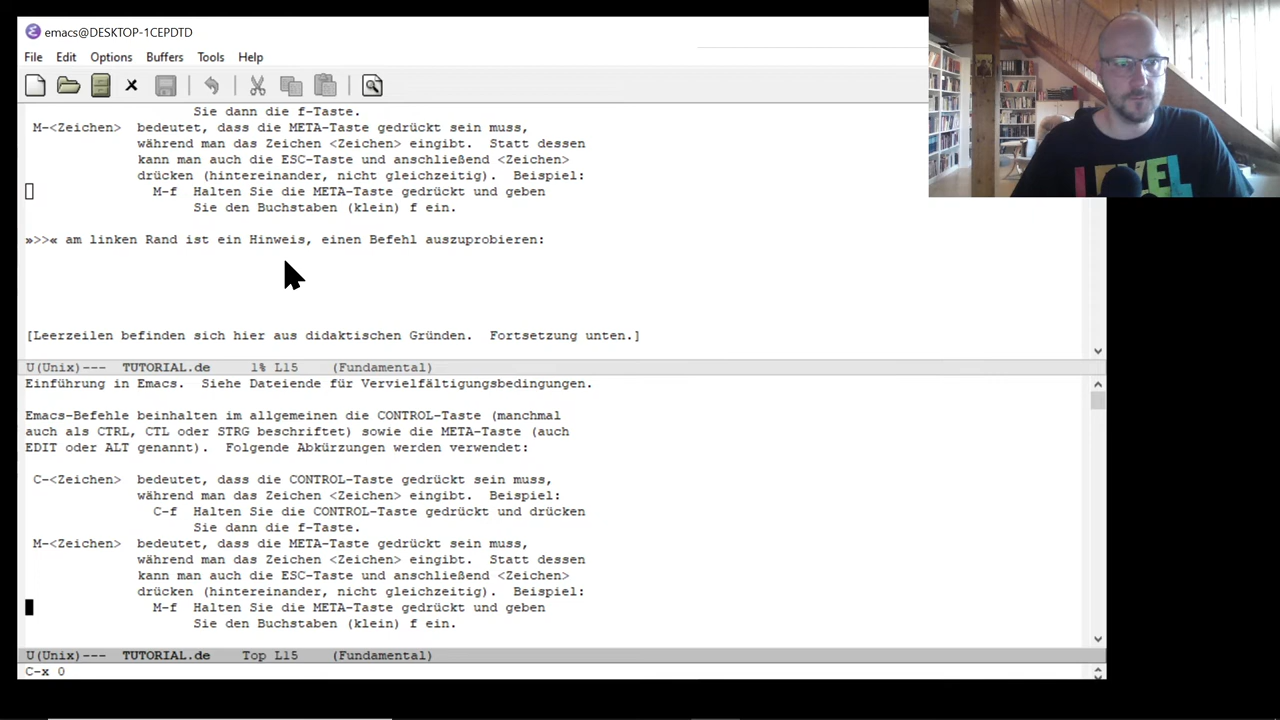 emacs@DESKTOP-1CEPDTD
File Edit Options Buffers Tools Help
Sie dann die f-Taste.
M-<Zeichen> bedeutet, dass die META-Taste gedrückt sein muss,
während man das Zeichen <Zeichen> eingibt. Statt dessen
kann man auch die ESC-Taste und anschließend <Zeichen>
drücken (hintereinander, nicht gleichzeitig). Beispiel:
M-f Halten Sie die META-Taste gedrückt und geben
Sie den Buchstaben (klein) f ein.
»>>« am linken Rand ist ein Hinweis, einen Befehl auszuprobieren:
[Leerzeilen befinden sich hier aus didaktischen Gründen. Fortsetzung unten.]
U(Unix)--- TUTORIAL.de 1% L15 (Fundamental)
Einführung in Emacs. Siehe Dateiende für Vervielfältigungsbedingungen.
Emacs-Befehle beinhalten im allgemeinen die CONTROL-Taste (manchmal
auch als CTRL, CTL oder STRG beschriftet) sowie die META-Taste (auch
EDIT oder ALT genannt). Folgende Abkürzungen werden verwendet:
C-<Zeichen> bedeutet, dass die CONTROL-Taste gedrückt sein muss,
während man das Zeichen <Zeichen> eingibt. Beispiel:
C-f Halten Sie die CONTROL-Taste gedrückt und drücken
Sie dann die f-Taste.
M-<Zeichen> bedeutet, dass die META-Taste gedrückt sein muss,
während man das Zeichen <Zeichen> eingibt. Statt dessen
kann man auch die ESC-Taste und anschließend <Zeichen>
drücken (hintereinander, nicht gleichzeitig). Beispiel:
M-f Halten Sie die META-Taste gedrückt und geben
Sie den Buchstaben (klein) f ein.
U(Unix)--- TUTORIAL.de Top L15 (Fundamental)
C-x 0